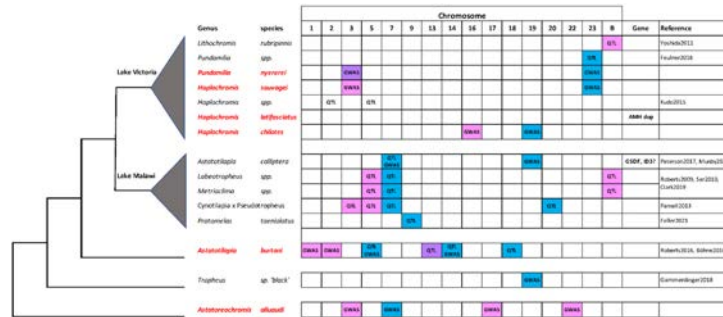 Chromosome
Genus species 1 2 3 5 7 9 13 14 16 17 18 19 20 22 23 B Gene Reference
Lake Victoria
Lithochromis rubripinnis QTL Yoshida2011
Pundamilia spp. QTL Feulner2018
Pundamilia nyererei GWAS GWAS
Haplochromis sauvagei GWAS GWAS
Haplochromis spp. QTL QTL Kudo2015
Haplochromis latifasciatus AMH dup
Haplochromis chilotes GWAS GWAS
Lake Malawi
Astatotilapia calliptera QTL GWAS GWAS GSDF, ID3?
Labeotropheus spp. QTL QTL QTL
Metriaclima spp. QTL QTL QTL
Cynotilapia x Pseudotropheus QTL QTL QTL QTL Parnell2013
Protomelas taeniolatus QTL
Astatotilapia burtoni GWAS GWAS QTL GWAS QTL QTL GWAS QTL
Tropheus sp. 'black' GWAS
Astatoreochromis alluaudi GWAS GWAS GWAS GWAS